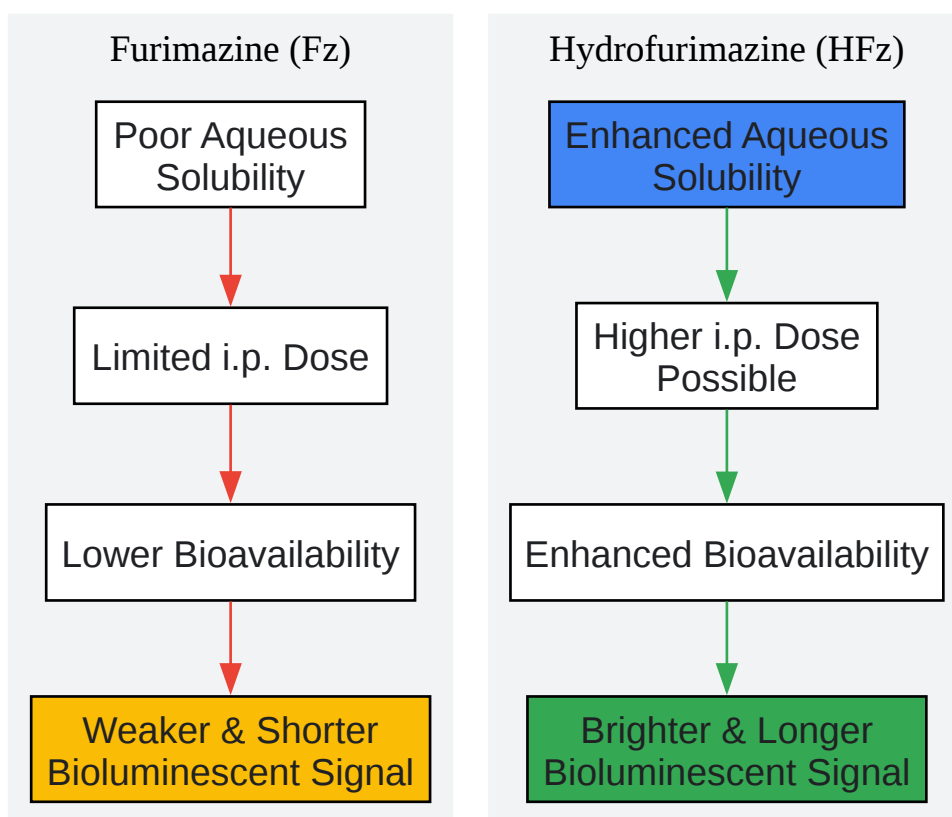 Furimazine (Fz)
Poor Aqueous
Solubility
Limited i.p. Dose
Lower Bioavailability
Weaker & Shorter
Bioluminescent Signal
Hydrofurimazine (HFz)
Enhanced Aqueous
Solubility
Higher i.p. Dose
Possible
Enhanced Bioavailability
Brighter & Longer
Bioluminescent Signal